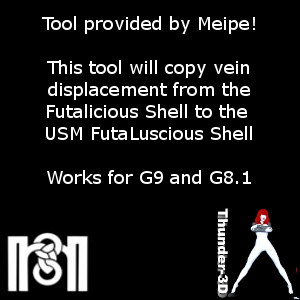 Tool provided by Meipe!
This tool will copy vein
displacement from the
Futalicious Shell to the
USM FutaLuscious Shell
Works for G9 and G8.1
Thunder-3D